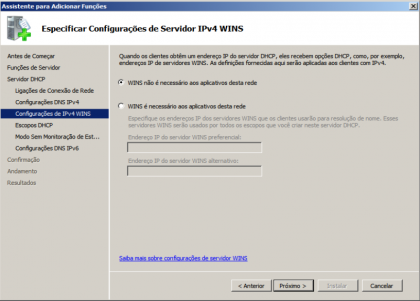 Assistente para Adicionar Funções
Especificar Configurações de Servidor IPv4 WINS
Antes de Começar
Funções de Servidor
Servidor DHCP
Ligações de Conexão de Rede
Configurações DNS IPv4
Configurações de IPv4 WINS
Escopos DHCP
Modo Sem Monitoração de Est...
Configurações DNS IPv6
Confirmação
Andamento
Resultados
Quando os clientes obtêm um endereço IP do servidor DHCP, eles recebem opções DHCP, como, por exemplo,
endereços IP de servidores WINS. As definições fornecidas aqui serão aplicadas aos clientes com IPv4.
WINS não é necessário aos aplicativos desta rede
WINS é necessário aos aplicativos desta rede
Especifique os endereços IP dos servidores WINS que os clientes usarão para resolução de nome. Esses
servidores WINS serão usados por todos os escopos que você criar neste servidor DHCP.
Endereço IP do servidor WINS preferencial:
Endereço IP do servidor WINS alternativo:
Saiba mais sobre configurações de servidor WINS
< Anterior
Próximo >
Instalar
Cancelar